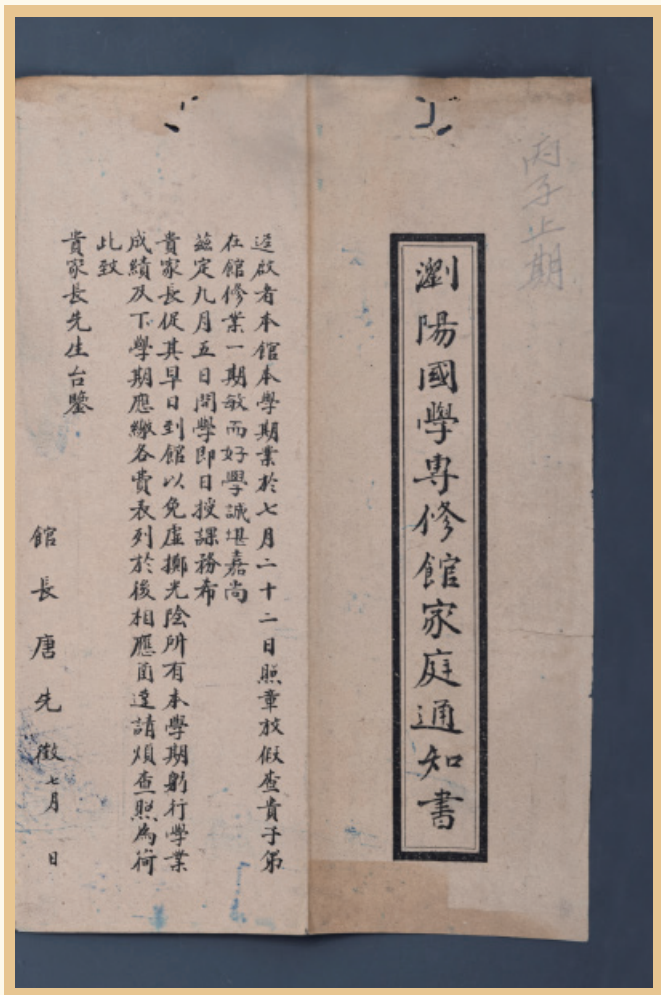 丙子上期
瀏陽國學専修館家庭通知書
逕啟者本館本學期業於七月二十二日照章放假查貴子弟
在館修業一期敏而好學誠堪嘉尚
茲定九月五日開學即日授課務希
貴家長促其早日到館以免虛擲光陰所有本學期躬行學業
成績及下學期應繳各費表列於後相應函達請煩查照為荷
此致
貴家長先生台鑒
館長唐先徵七月 日